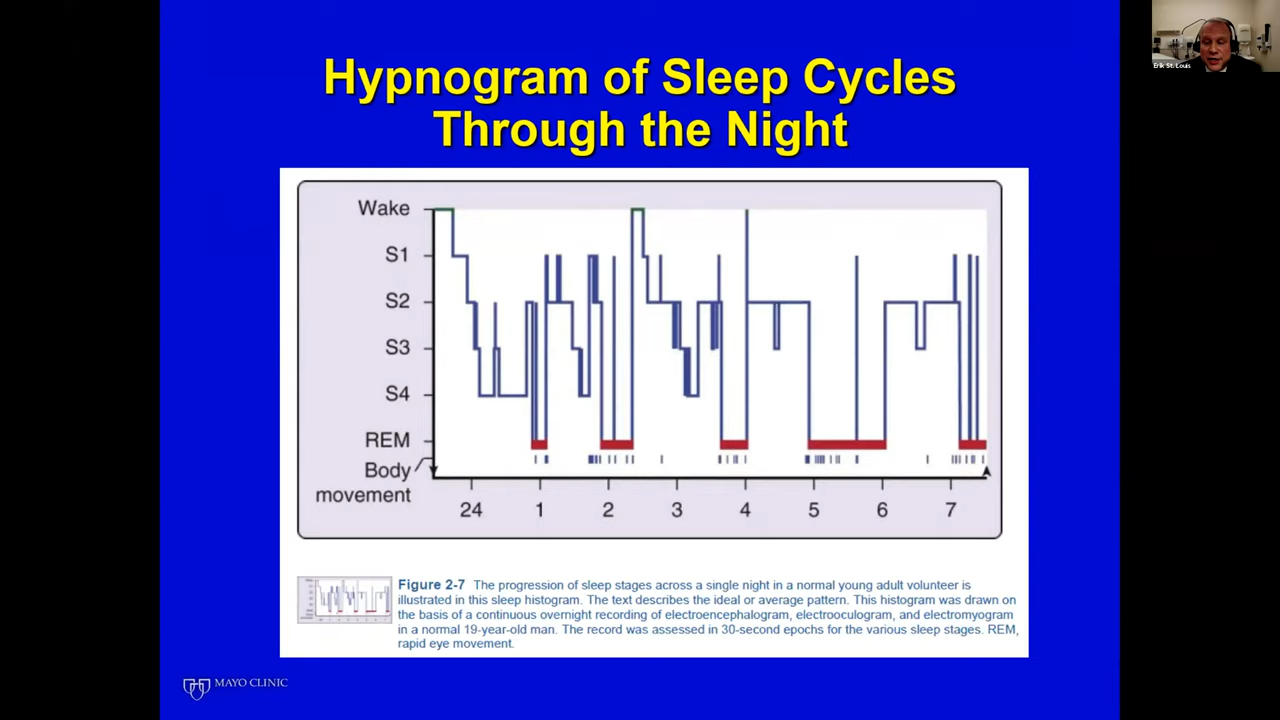 Erik St. Louis
Hypnogram of Sleep Cycles
Through the Night
Wake
S1
S2
S3
S4
REM
Body
movement
24 1 2 3 4 5 6 7
Figure 2-7 The progression of sleep stages across a single night in a normal young adult volunteer is
illustrated in this sleep histogram. The text describes the ideal or average pattern. This histogram was drawn on
the basis of a continuous overnight recording of electroencephalogram, electrooculogram, and electromyogram
in a normal 19-year-old man. The record was assessed in 30-second epochs for the various sleep stages. REM,
rapid eye movement.
MAYO CLINIC